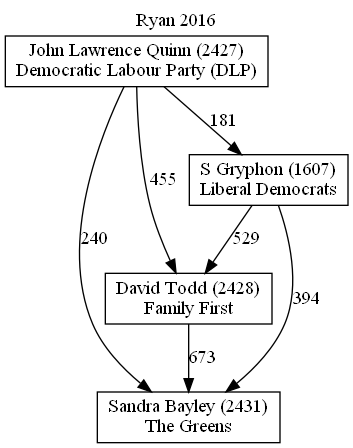 Ryan 2016
John Lawrence Quinn (2427)
Democratic Labour Party (DLP)
181
S Gryphon (1607)
Liberal Democrats
455
240
529
David Todd (2428)
Family First
394
673
Sandra Bayley (2431)
The Greens